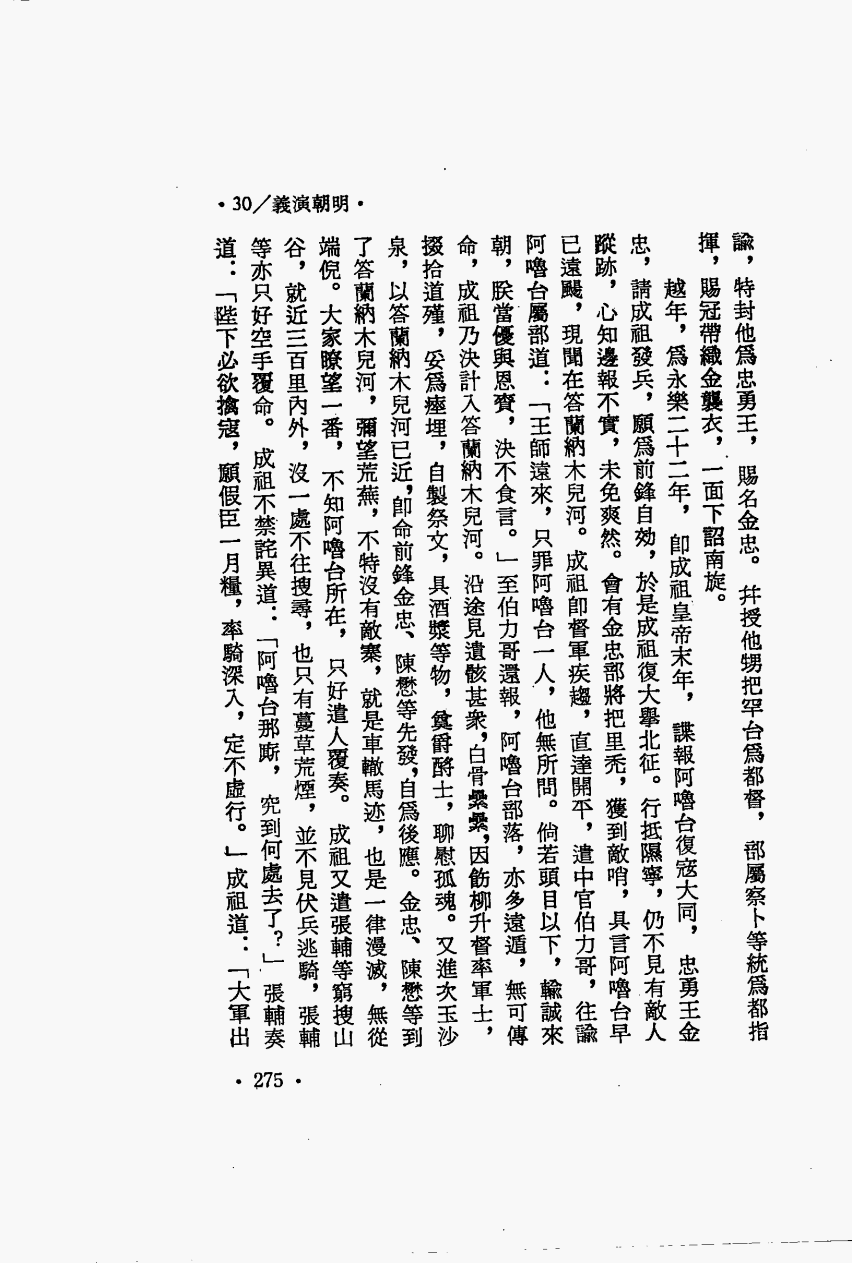 •30／義演朝明•
諭，特封他爲忠勇王，賜名金忠。幷授他甥把罕台爲都督，部屬察卜等統爲都指
揮，賜冠帶織金襲衣，一面下詔南旋。
越年，爲永樂二十二年，卽成祖皇帝末年，諜報阿嚕台復寇大同，忠勇王金
忠，請成祖發兵，願爲前鋒自効，於是成祖復大舉北征。行抵隰寧，仍不見有敵人
蹤跡，心知邊報不實，未免爽然。會有金忠部將把里禿，獲到敵哨，具言阿嚕台早
已遠颺，現聞在答蘭納木兒河。成祖卽督軍疾趨，直達開平，遣中官伯力哥，往諭
阿嚕台屬部道：「王師遠來，只罪阿嚕台一人，他無所問。倘若頭目以下，輸誠來
朝，朕當優與恩賚，決不食言。」至伯力哥還報，阿嚕台部落，亦多遠遁，無可傳
命，成祖乃決計入答蘭納木兒河。沿途見遺骸甚衆，白骨纍纍，因飭柳升督率軍士，
掇拾道殣，妥爲瘞埋，自製祭文，具酒漿等物，奠爵酹士，聊慰孤魂。又進次玉沙
泉，以答蘭納木兒河已近，卽命前鋒金忠、陳懋等先發，自爲後應。金忠、陳懋等到
了答蘭納木兒河，彌望荒蕪，不特沒有敵寨，就是車轍馬迹，也是一律漫滅，無從
端倪。大家瞭望一番，不知阿嚕台所在，只好遣人覆奏。成祖又遣張輔等窮搜山
谷，就近三百里內外，沒一處不往搜尋，也只有蔓草荒煙，並不見伏兵逃騎，張輔
等亦只好空手覆命。成祖不禁詫異道：「阿嚕台那廝，究到何處去了？」張輔奏
道：「陛下必欲擒寇，願假臣一月糧，率騎深入，定不虛行。」成祖道：「大軍出
•275•